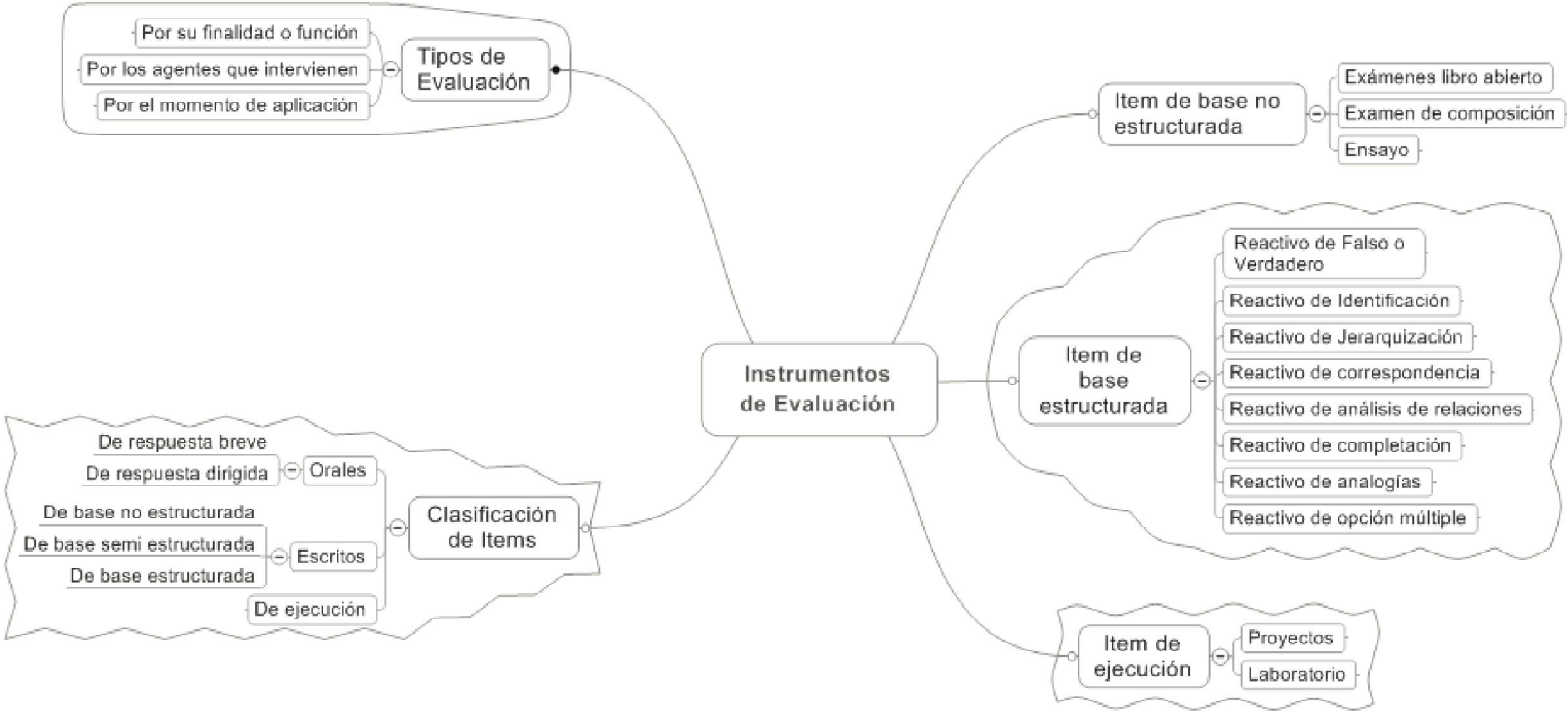 Por su finalidad o función
Por los agentes que intervienen
Por el momento de aplicación
Tipos de
Evaluación
Item de base no
estructurada
Exámenes libro abierto
Examen de composición
Ensayo
Instrumentos
de Evaluación
Item de
base
estructurada
Reactivo de Falso o
Verdadero
Reactivo de Identificación
Reactivo de Jerarquización
Reactivo de correspondencia
Reactivo de análisis de relaciones
Reactivo de completación
Reactivo de analogías
Reactivo de opción múltiple
De respuesta breve
De respuesta dirigida
Orales
De base no estructurada
De base semi estructurada
De base estructurada
Escritos
De ejecución
Clasificación
de Items
Item de
ejecución
Proyectos
Laboratorio